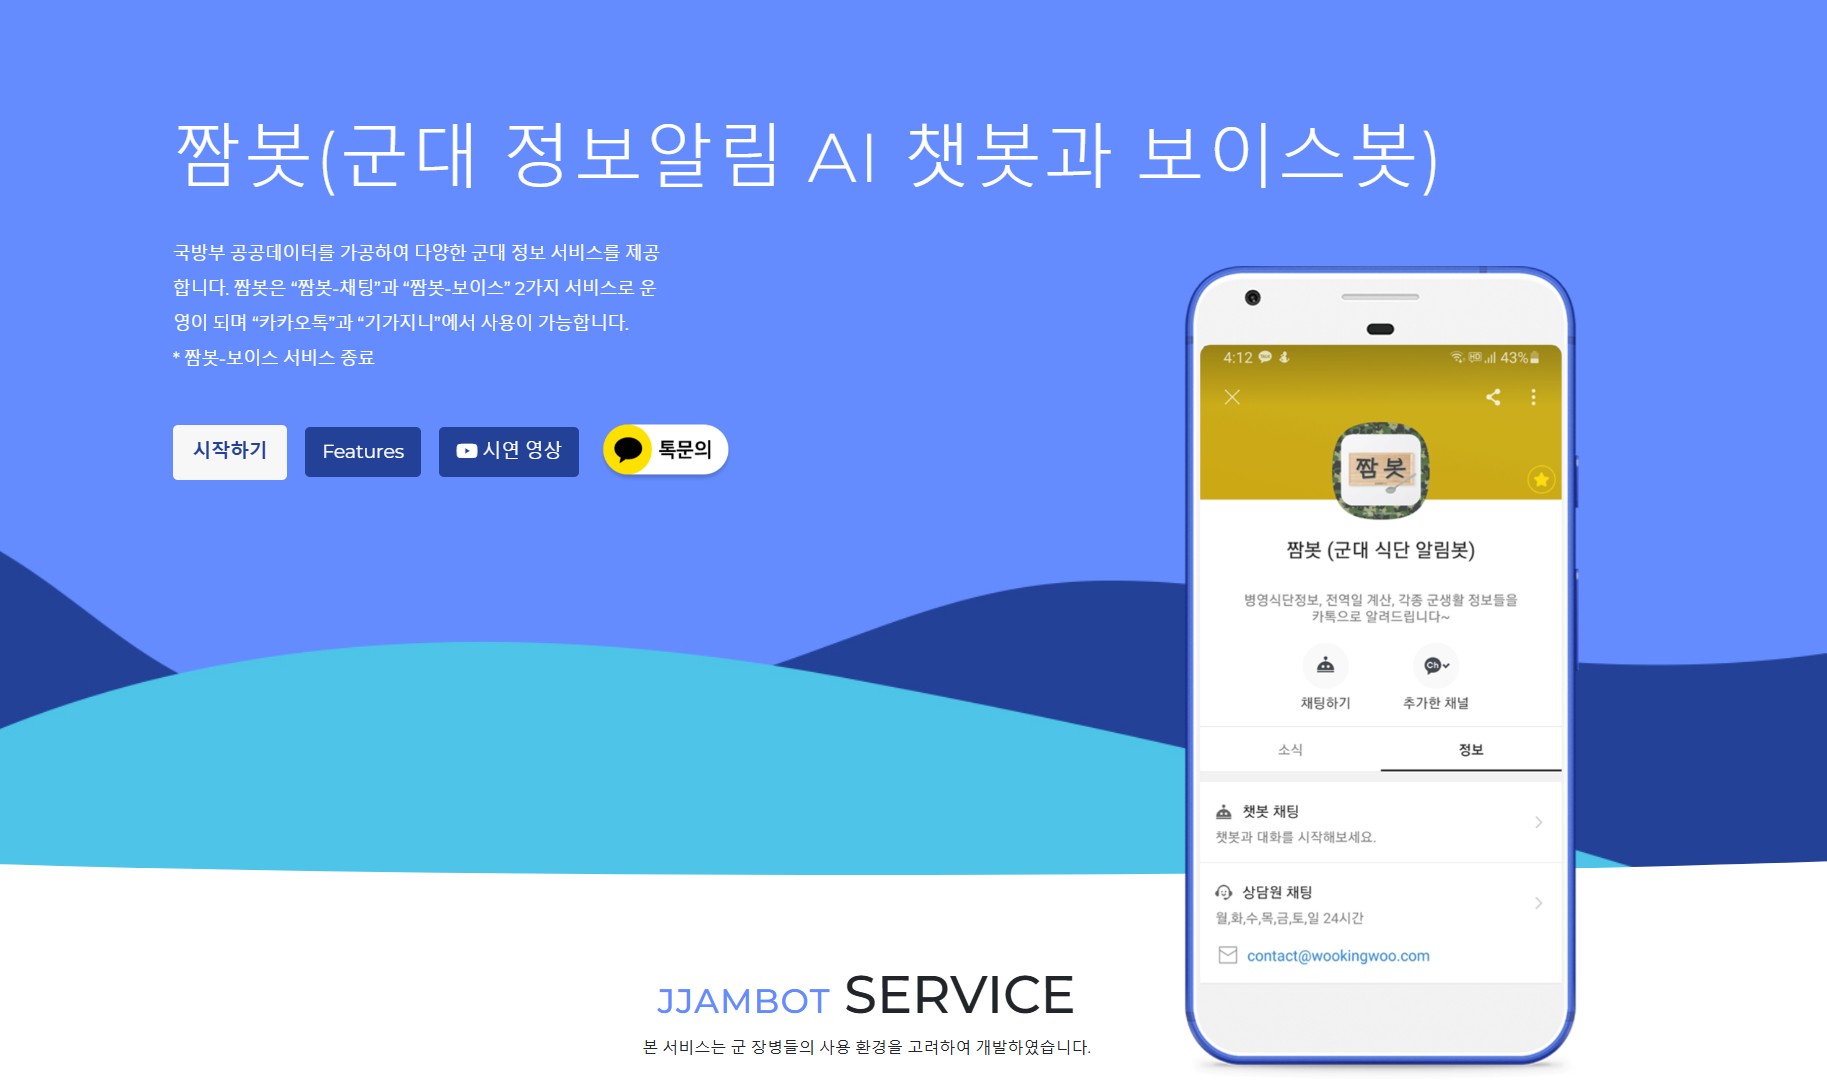 짬봇(군대 정보알림 AI 챗봇과 보이스봇)
국방부 공공데이터를 가공하여 다양한 군대 정보 서비스를 제공
합니다. 짬봇은 “짬봇-채팅”과 “짬봇-보이스” 2가지 서비스로 운
영이 되며 “카카오톡”과 “기가지니”에서 사용이 가능합니다.
* 짬봇-보이스 서비스 종료
시작하기
Features
시연 영상
톡문의
4:12
HD
43%
짬봇
짬봇 (군대 식단 알림봇)
병영식단정보, 전역일 계산, 각종 군생활 정보들을
카톡으로 알려드립니다~
Ch
채팅하기
추가한 채널
소식
정보
챗봇 채팅
챗봇과 대화를 시작해보세요.
상담원 채팅
월,화,수,목,금,토,일 24시간
contact@wookingwoo.com
JJAMBOT SERVICE
본 서비스는 군 장병들의 사용 환경을 고려하여 개발하였습니다.